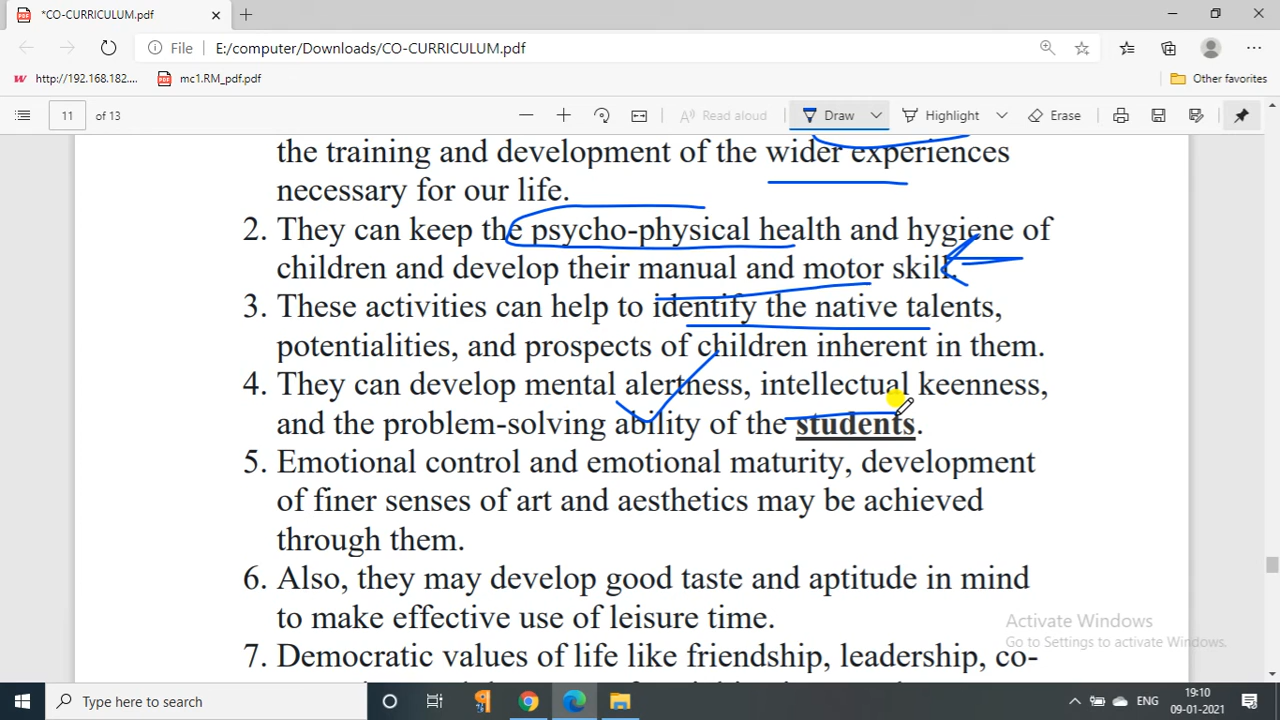 *CO-CURRICULUM.pdf
File E:/computer/Downloads/CO-CURRICULUM.pdf
http://192.168.182.... mc1.RM_pdf.pdf Other favorites
11 of 13 Read aloud Draw Highlight Erase
the training and development of the wider experiences
necessary for our life.
2. They can keep the psycho-physical health and hygiene of
children and develop their manual and motor skill.
3. These activities can help to identify the native talents,
potentialities, and prospects of children inherent in them.
4. They can develop mental alertness, intellectual keenness,
and the problem-solving ability of the students.
5. Emotional control and emotional maturity, development
of finer senses of art and aesthetics may be achieved
through them.
6. Also, they may develop good taste and aptitude in mind
to make effective use of leisure time.
7. Democratic values of life like friendship, leadership, co-
Activate Windows
Go to Settings to activate Windows.
Type here to search
ENG
19:10
09-01-2021